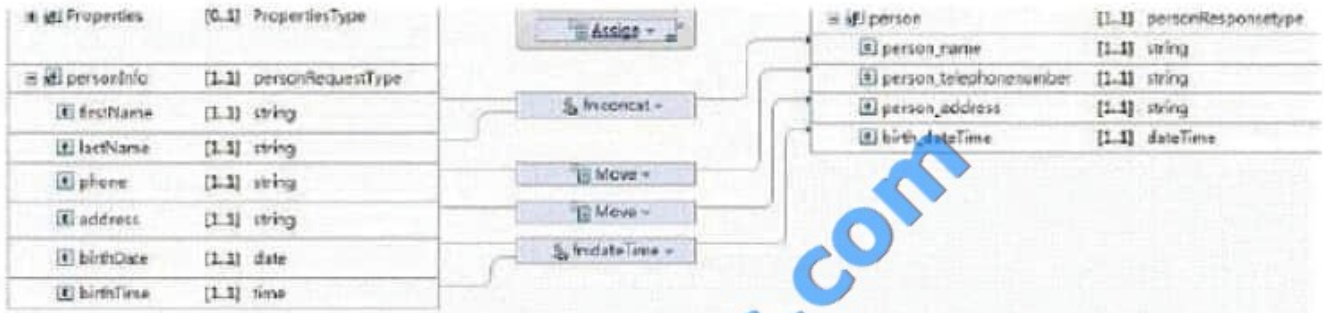 Properties [0..1] PropertiesType
Assign
person [1..1] personResponsetype
person_name [1..1] string
personInfo [1..1] personRequestType
person_telephonenumber [1..1] string
firstName [1..1] string
fn:concat
person_address [1..1] string
lastName [1..1] string
birth_dateTime [1..1] dateTime
phone [1..1] string
Move
address [1..1] string
Move
birthDate [1..1] date
fn:dateTime
birthTime [1..1] time
.com